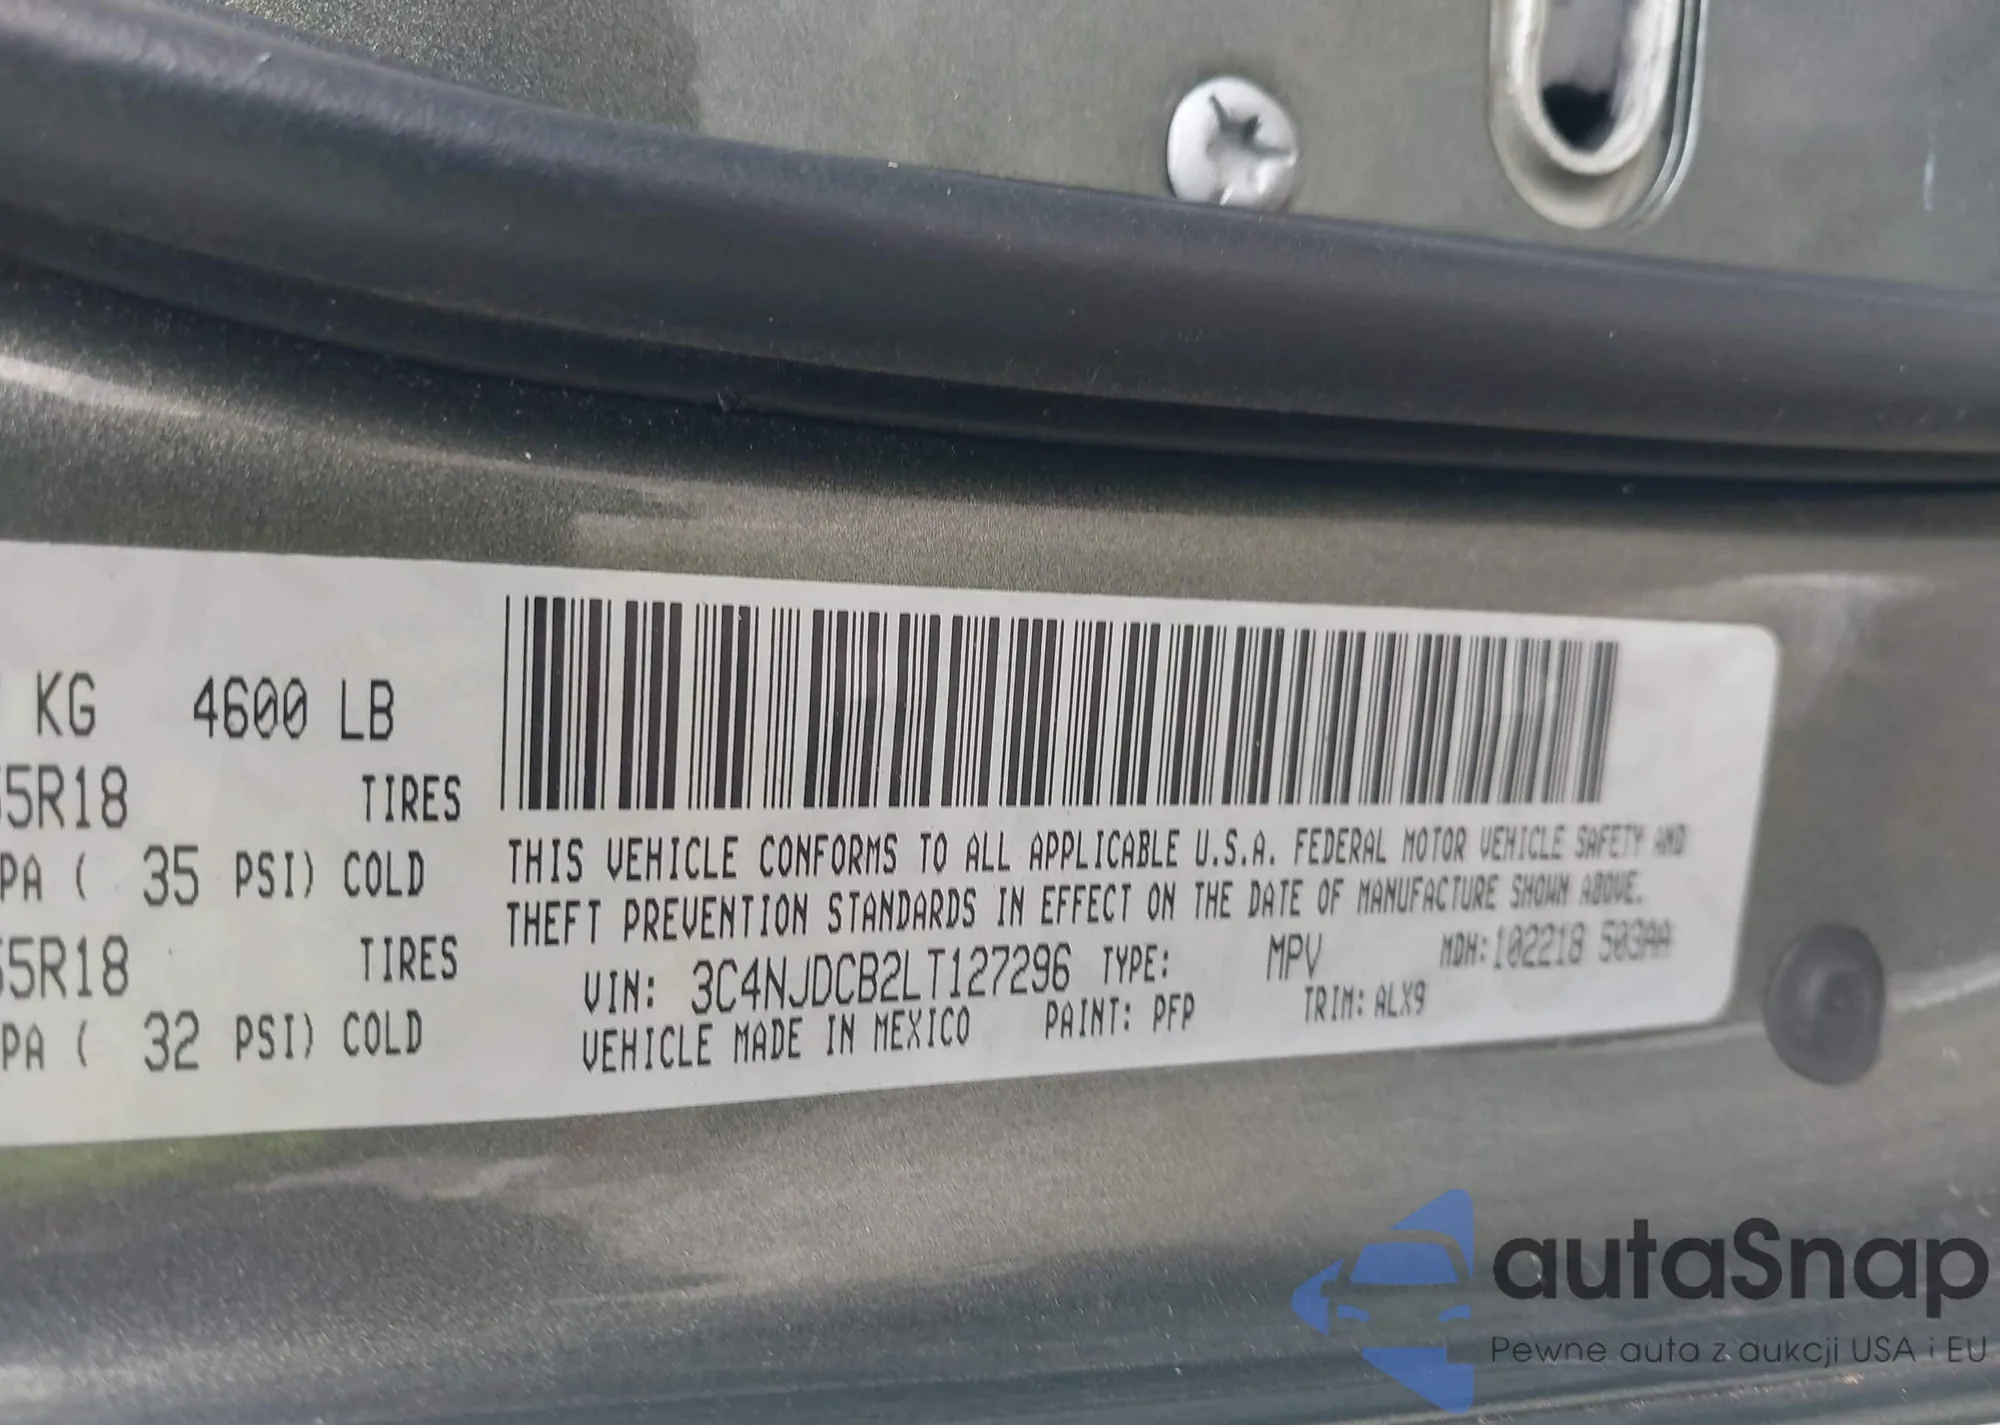 KG 4600 LB
5R18 TIRES
PA ( 35 PSI) COLD
5R18 TIRES
PA ( 32 PSI) COLD
THIS VEHICLE CONFORMS TO ALL APPLICABLE U.S.A. FEDERAL MOTOR VEHICLE SAFETY AND
THEFT PREVENTION STANDARDS IN EFFECT ON THE DATE OF MANUFACTURE SHOWN ABOVE.
VIN: 3C4NJDCB2LT127296 TYPE: MPV MDH:102218 503AA
VEHICLE MADE IN MEXICO PAINT: PFP TRIM: ALX9
autaSnap
Pewne auta z aukcji USA i EU